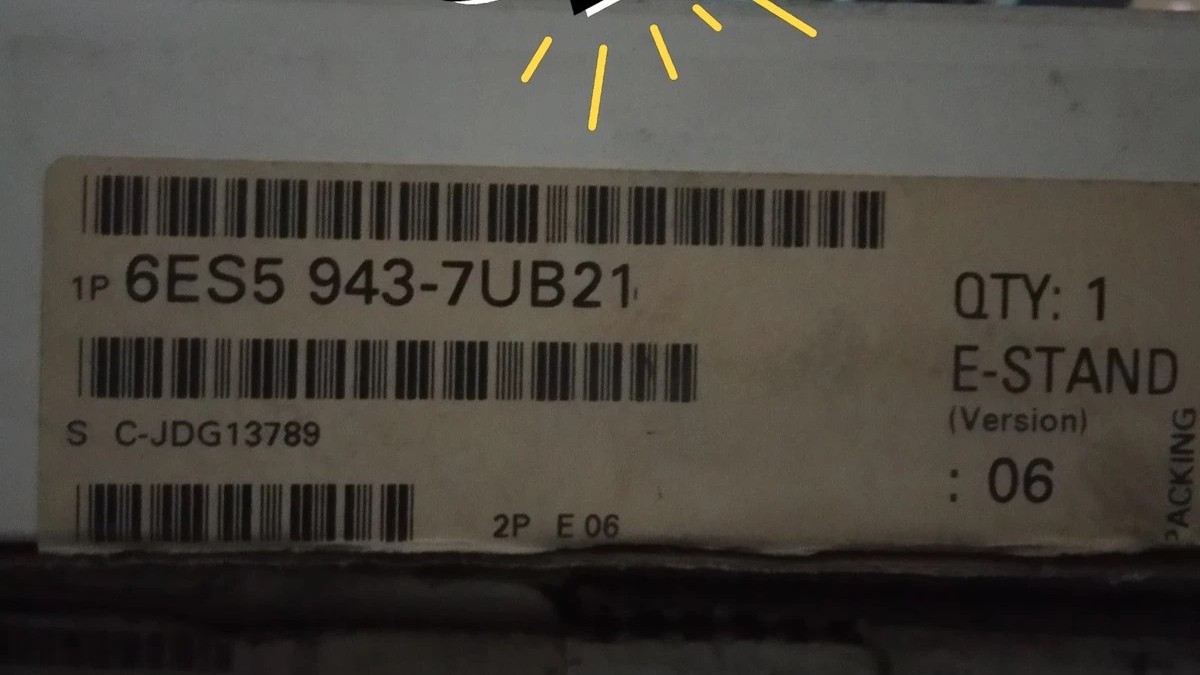 1P 6ES5 943-7UB21
QTY: 1
E-STAND
(Version)
S C-JDG13789
: 06
2P E 06
PACKING